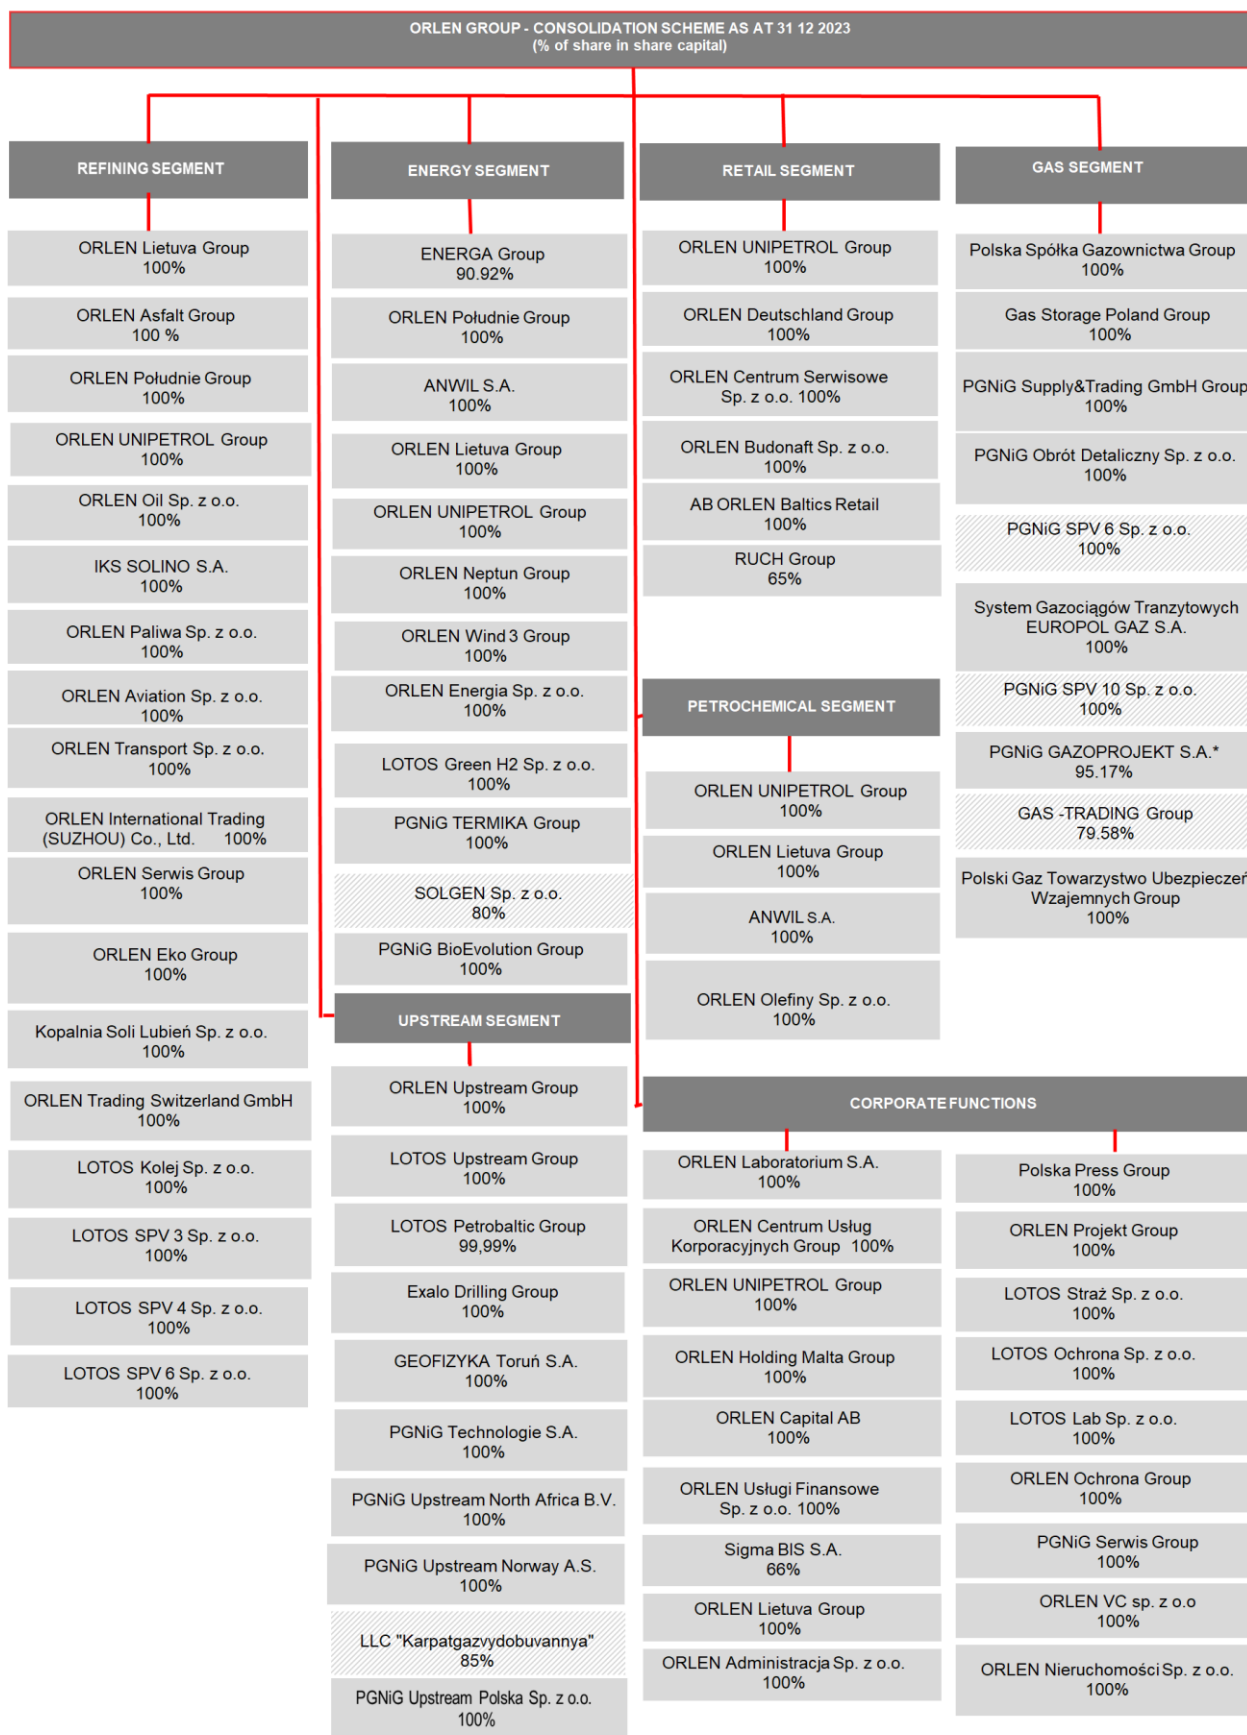 ORLEN GROUP - CONSOLIDATION SCHEME AS AT 31 12 2023
(% of share in share capital)
REFINING SEGMENT
ORLEN Lietuva Group
100%
ORLEN Asfalt Group
100 %
ORLEN Południe Group
100%
ORLEN UNIPETROL Group
100%
ORLEN Oil Sp. z o.o.
100%
IKS SOLINO S.A.
100%
ORLEN Paliwa Sp. z o.o.
100%
ORLEN Aviation Sp. z o.o.
100%
ORLEN Transport Sp. z o.o.
100%
ORLEN International Trading
(SUZHOU) Co., Ltd. 100%
ORLEN Serwis Group
100%
ORLEN Eko Group
100%
Kopalnia Soli Lubień Sp. z o.o.
100%
ORLEN Trading Switzerland GmbH
100%
LOTOS Kolej Sp. z o.o.
100%
LOTOS SPV 3 Sp. z o.o.
100%
LOTOS SPV 4 Sp. z o.o.
100%
LOTOS SPV 6 Sp. z o.o.
100%
ENERGY SEGMENT
ENERGA Group
90.92%
ORLEN Południe Group
100%
ANWIL S.A.
100%
ORLEN Lietuva Group
100%
ORLEN UNIPETROL Group
100%
ORLEN Neptun Group
100%
ORLEN Wind 3 Group
100%
ORLEN Energia Sp. z o.o.
100%
LOTOS Green H2 Sp. z o.o.
100%
PGNiG TERMIKA Group
100%
SOLGEN Sp. z o.o.
80%
PGNiG BioEvolution Group
100%
UPSTREAM SEGMENT
ORLEN Upstream Group
100%
LOTOS Upstream Group
100%
LOTOS Petrobaltic Group
99,99%
Exalo Drilling Group
100%
GEOFIZYKA Toruń S.A.
100%
PGNiG Technologie S.A.
100%
PGNiG Upstream North Africa B.V.
100%
PGNiG Upstream Norway A.S.
100%
LLC "Karpatgazvydobuvannya"
85%
PGNiG Upstream Polska Sp. z o.o.
100%
RETAIL SEGMENT
ORLEN UNIPETROL Group
100%
ORLEN Deutschland Group
100%
ORLEN Centrum Serwisowe
Sp. z o.o. 100%
ORLEN Budonaft Sp. z o.o.
100%
AB ORLEN Baltics Retail
100%
RUCH Group
65%
PETROCHEMICAL SEGMENT
ORLEN UNIPETROL Group
100%
ORLEN Lietuva Group
100%
ANWIL S.A.
100%
ORLEN Olefiny Sp. z o.o.
100%
GAS SEGMENT
Polska Spółka Gazownictwa Group
100%
Gas Storage Poland Group
100%
PGNiG Supply&Trading GmbH Group
100%
PGNiG Obrót Detaliczny Sp. z o.o.
100%
PGNiG SPV 6 Sp. z o.o.
100%
System Gazociągów Tranzytowych
EUROPOL GAZ S.A.
100%
PGNiG SPV 10 Sp. z o.o.
100%
PGNiG GAZOPROJEKT S.A.*
95.17%
GAS -TRADING Group
79.58%
Polski Gaz Towarzystwo Ubezpieczeń
Wzajemnych Group
100%
CORPORATE FUNCTIONS
ORLEN Laboratorium S.A.
100%
ORLEN Centrum Usług
Korporacyjnych Group 100%
ORLEN UNIPETROL Group
100%
ORLEN Holding Malta Group
100%
ORLEN Capital AB
100%
ORLEN Usługi Finansowe
Sp. z o.o. 100%
Sigma BIS S.A.
66%
ORLEN Lietuva Group
100%
ORLEN Administracja Sp. z o.o.
100%
Polska Press Group
100%
ORLEN Projekt Group
100%
LOTOS Straż Sp. z o.o.
100%
LOTOS Ochrona Sp. z o.o.
100%
LOTOS Lab Sp. z o.o.
100%
ORLEN Ochrona Group
100%
PGNiG Serwis Group
100%
ORLEN VC sp. z o.o
100%
ORLEN Nieruchomości Sp. z o.o.
100%